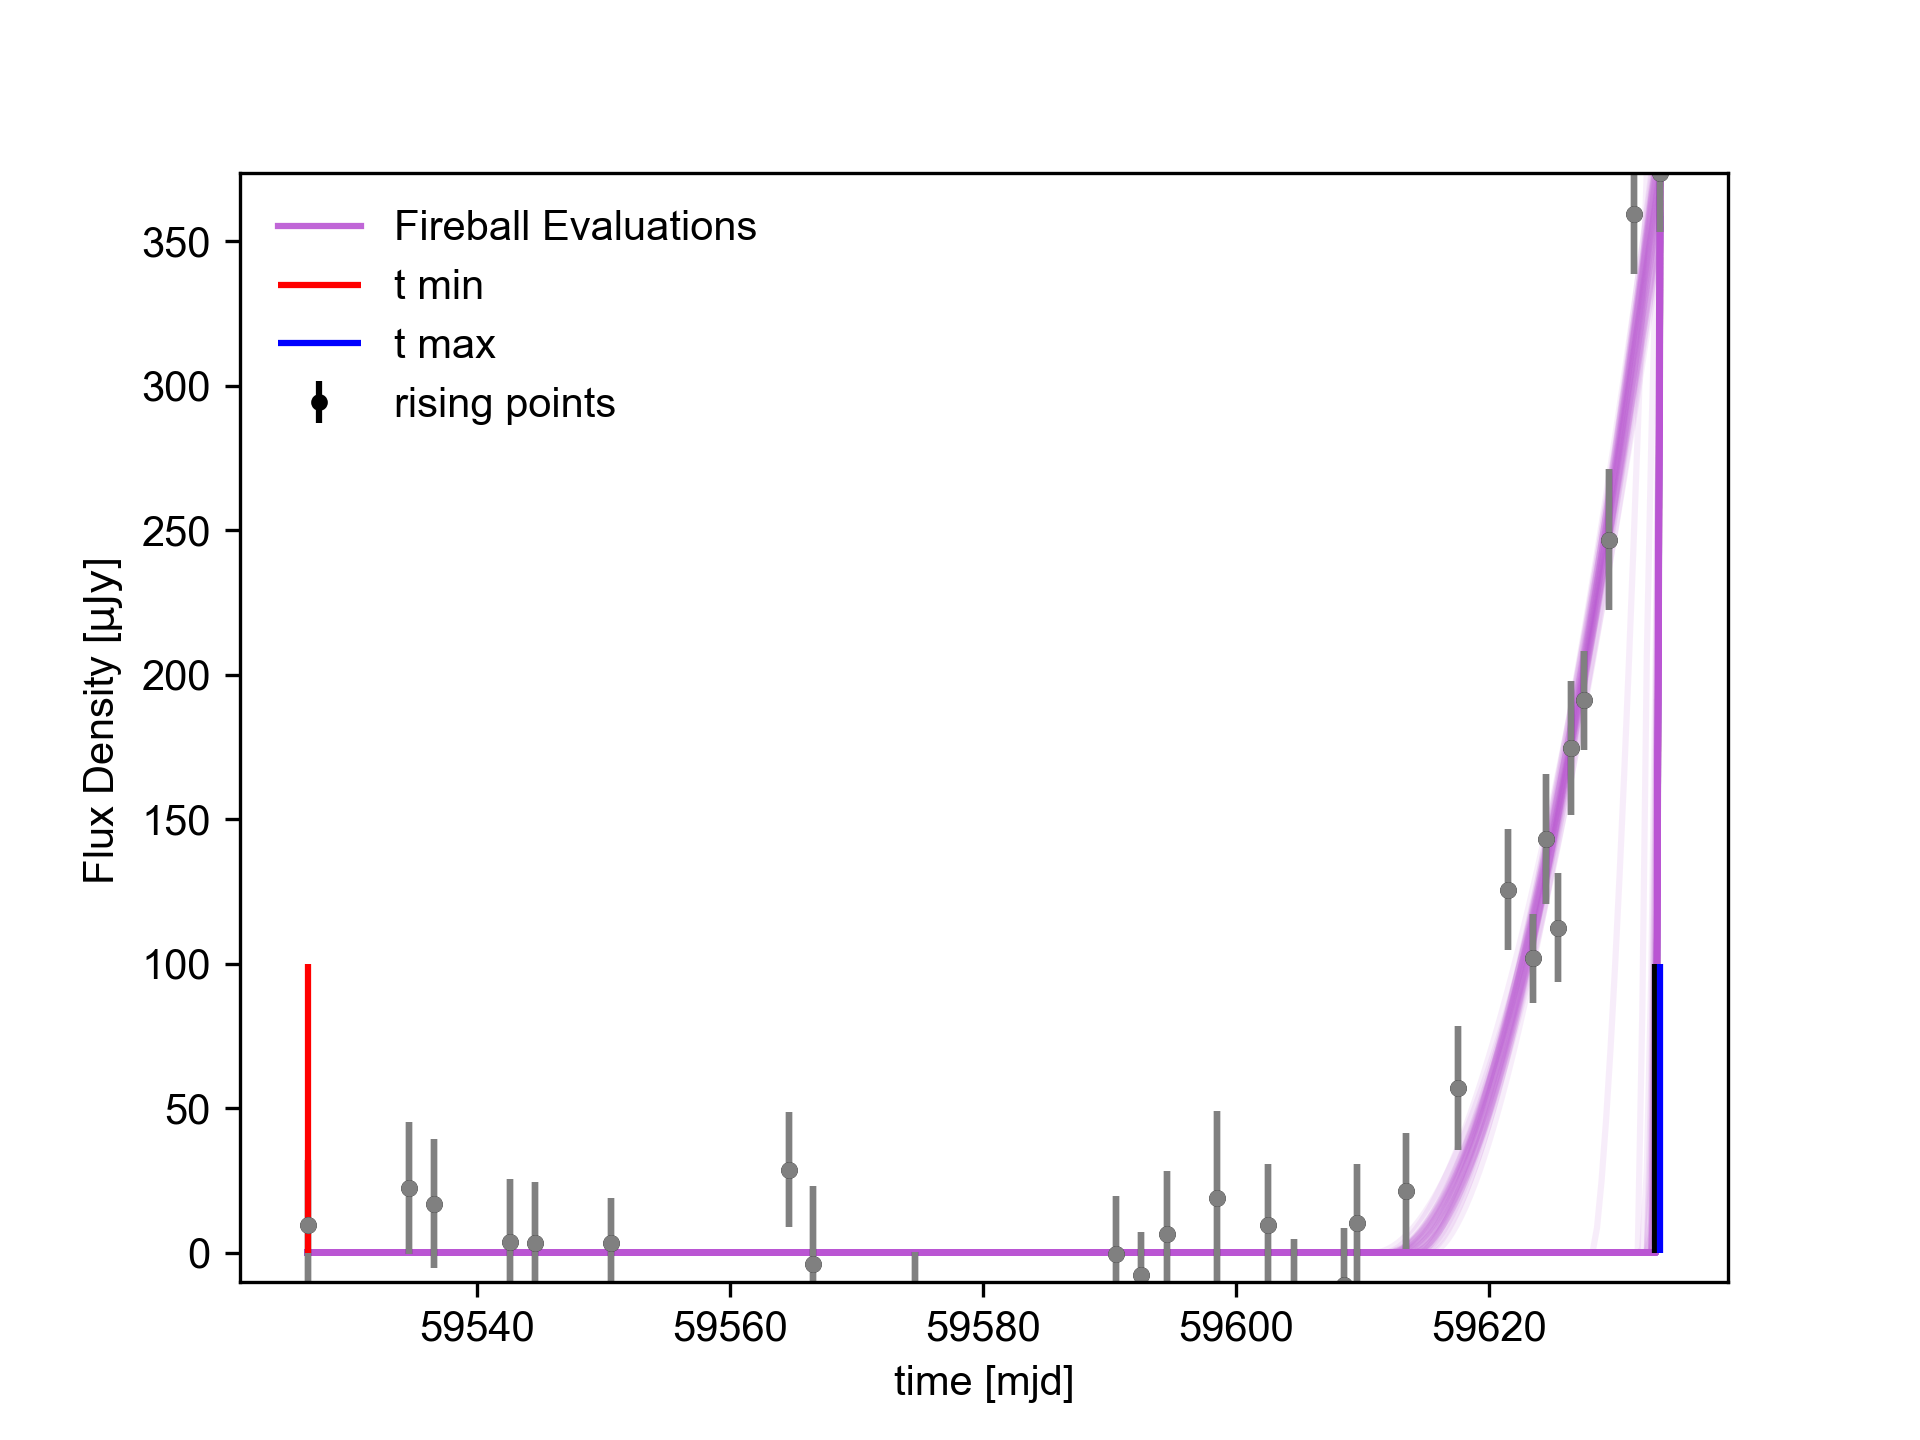 Fireball Evaluations
t min
t max
rising points
350
300
250
200
150
100
50
0
Flux Density [µJy]
59540 59560 59580 59600 59620
time [mjd]